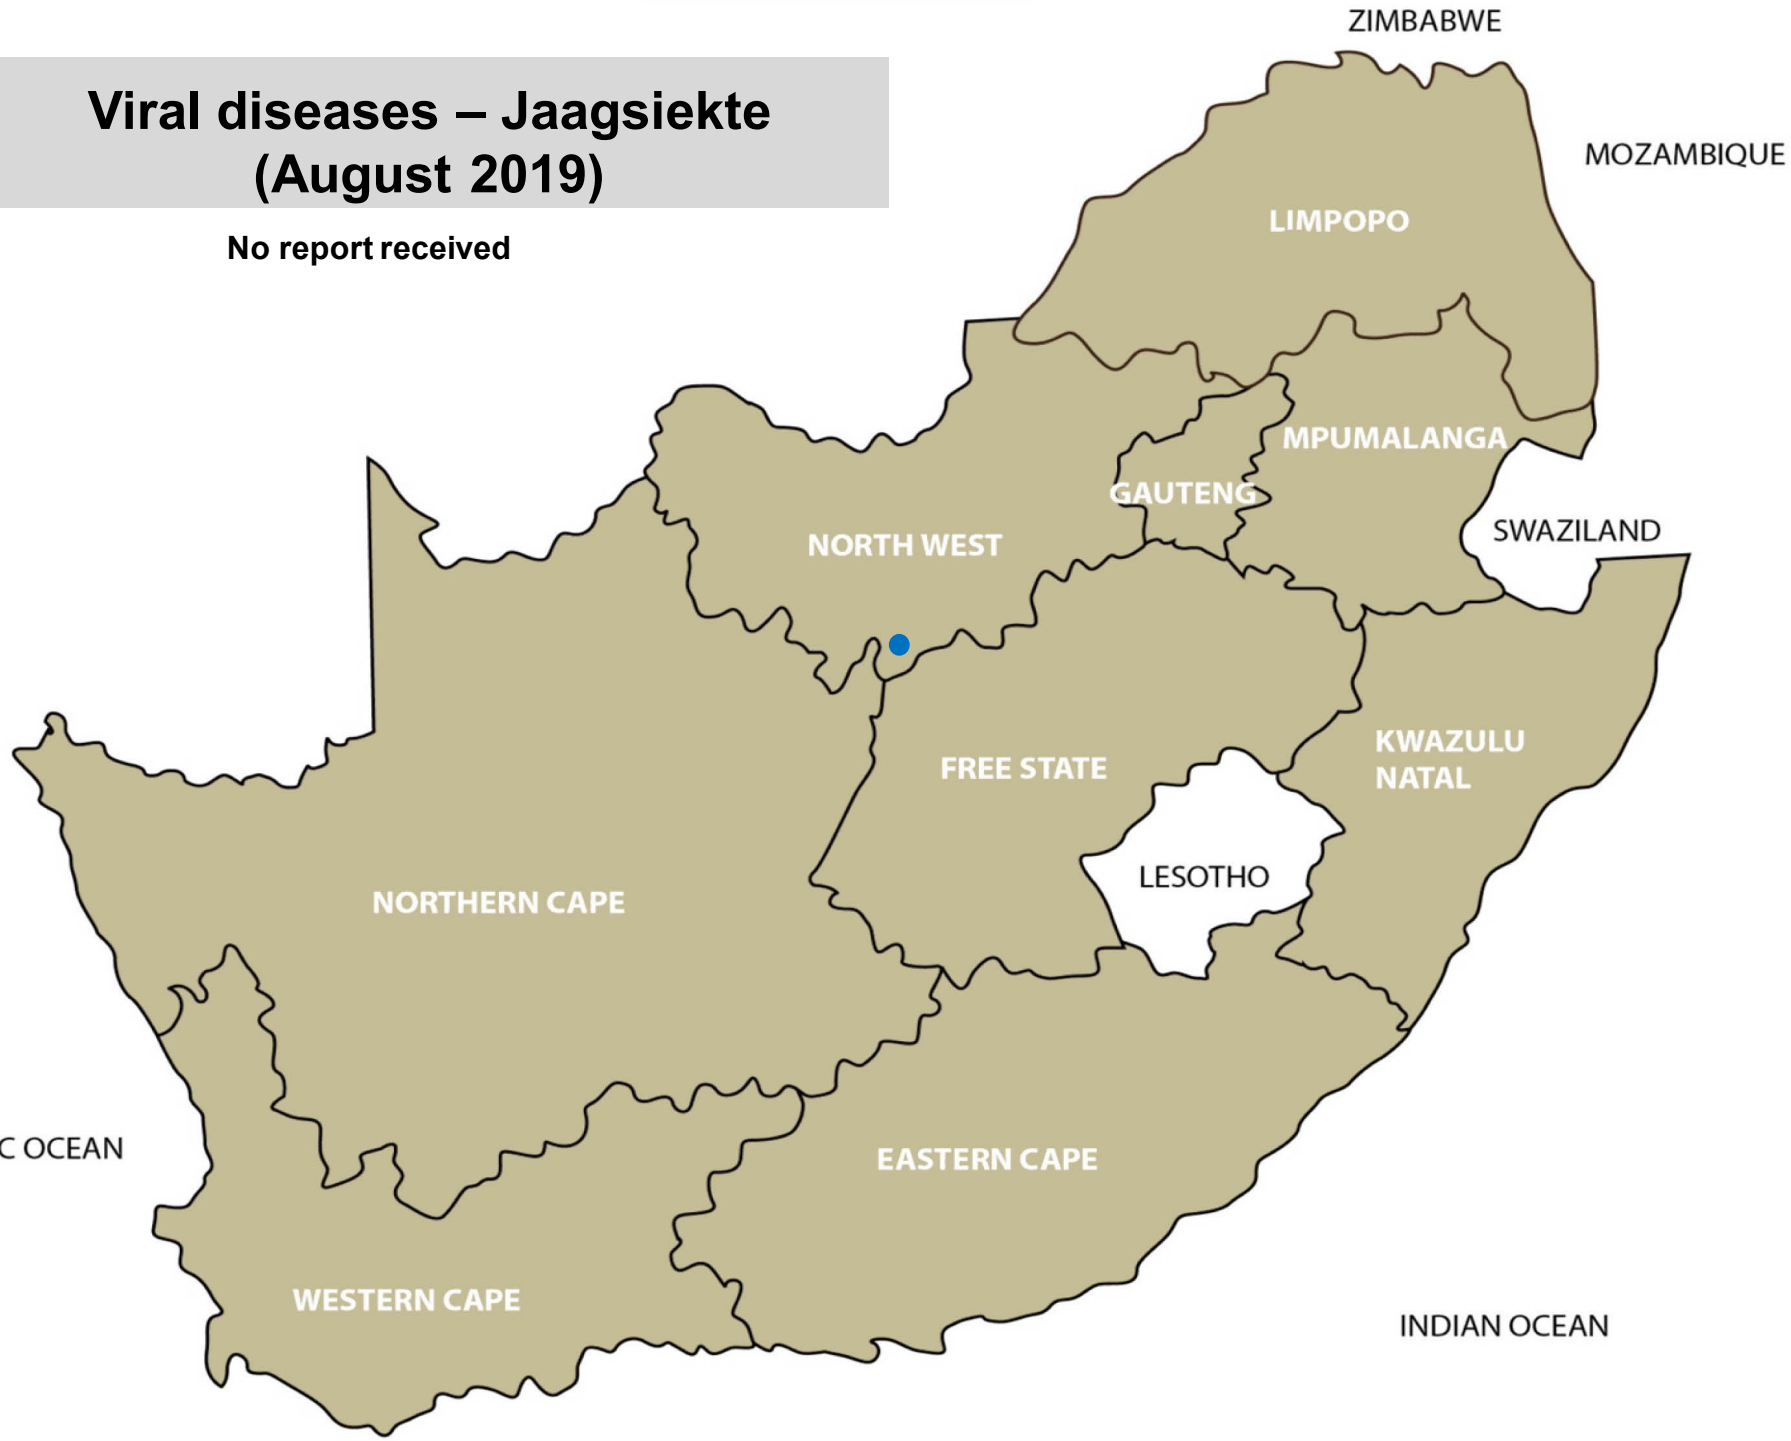 ZIMBABWE
Viral diseases – Jaagsiekte
(August 2019)
MOZAMBIQUE
LIMPOPO
No report received
MPUMALANGA
GAUTENG
SWAZILAND
NORTH WEST
KWAZULU
NATAL
FREE STATE
LESOTHO
NORTHERN CAPE
C OCEAN
EASTERN CAPE
WESTERN CAPE
INDIAN OCEAN